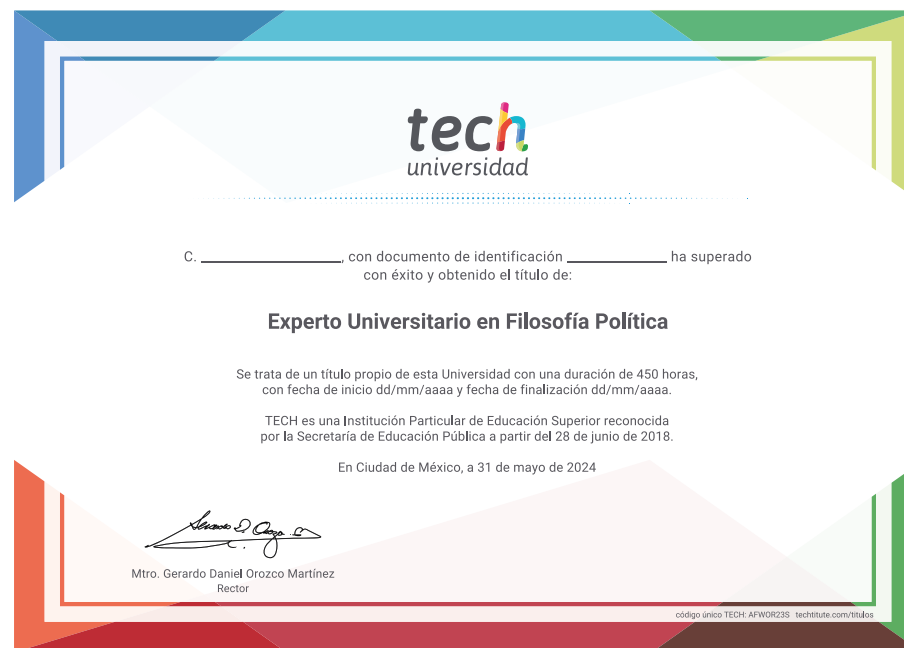 tech
universidad
C. ____________, con documento de identificación ____________ ha superado
con éxito y obtenido el título de:
Experto Universitario en Filosofía Política
Se trata de un título propio de esta Universidad con una duración de 450 horas,
con fecha de inicio dd/mm/aaaa y fecha de finalización dd/mm/aaaa.
TECH es una Institución Particular de Educación Superior reconocida
por la Secretaría de Educación Pública a partir del 28 de junio de 2018.
En Ciudad de México, a 31 de mayo de 2024
Mtro. Gerardo Daniel Orozco Martínez
Rector
código único TECH: AFWOR23S techtitute.com/titulos